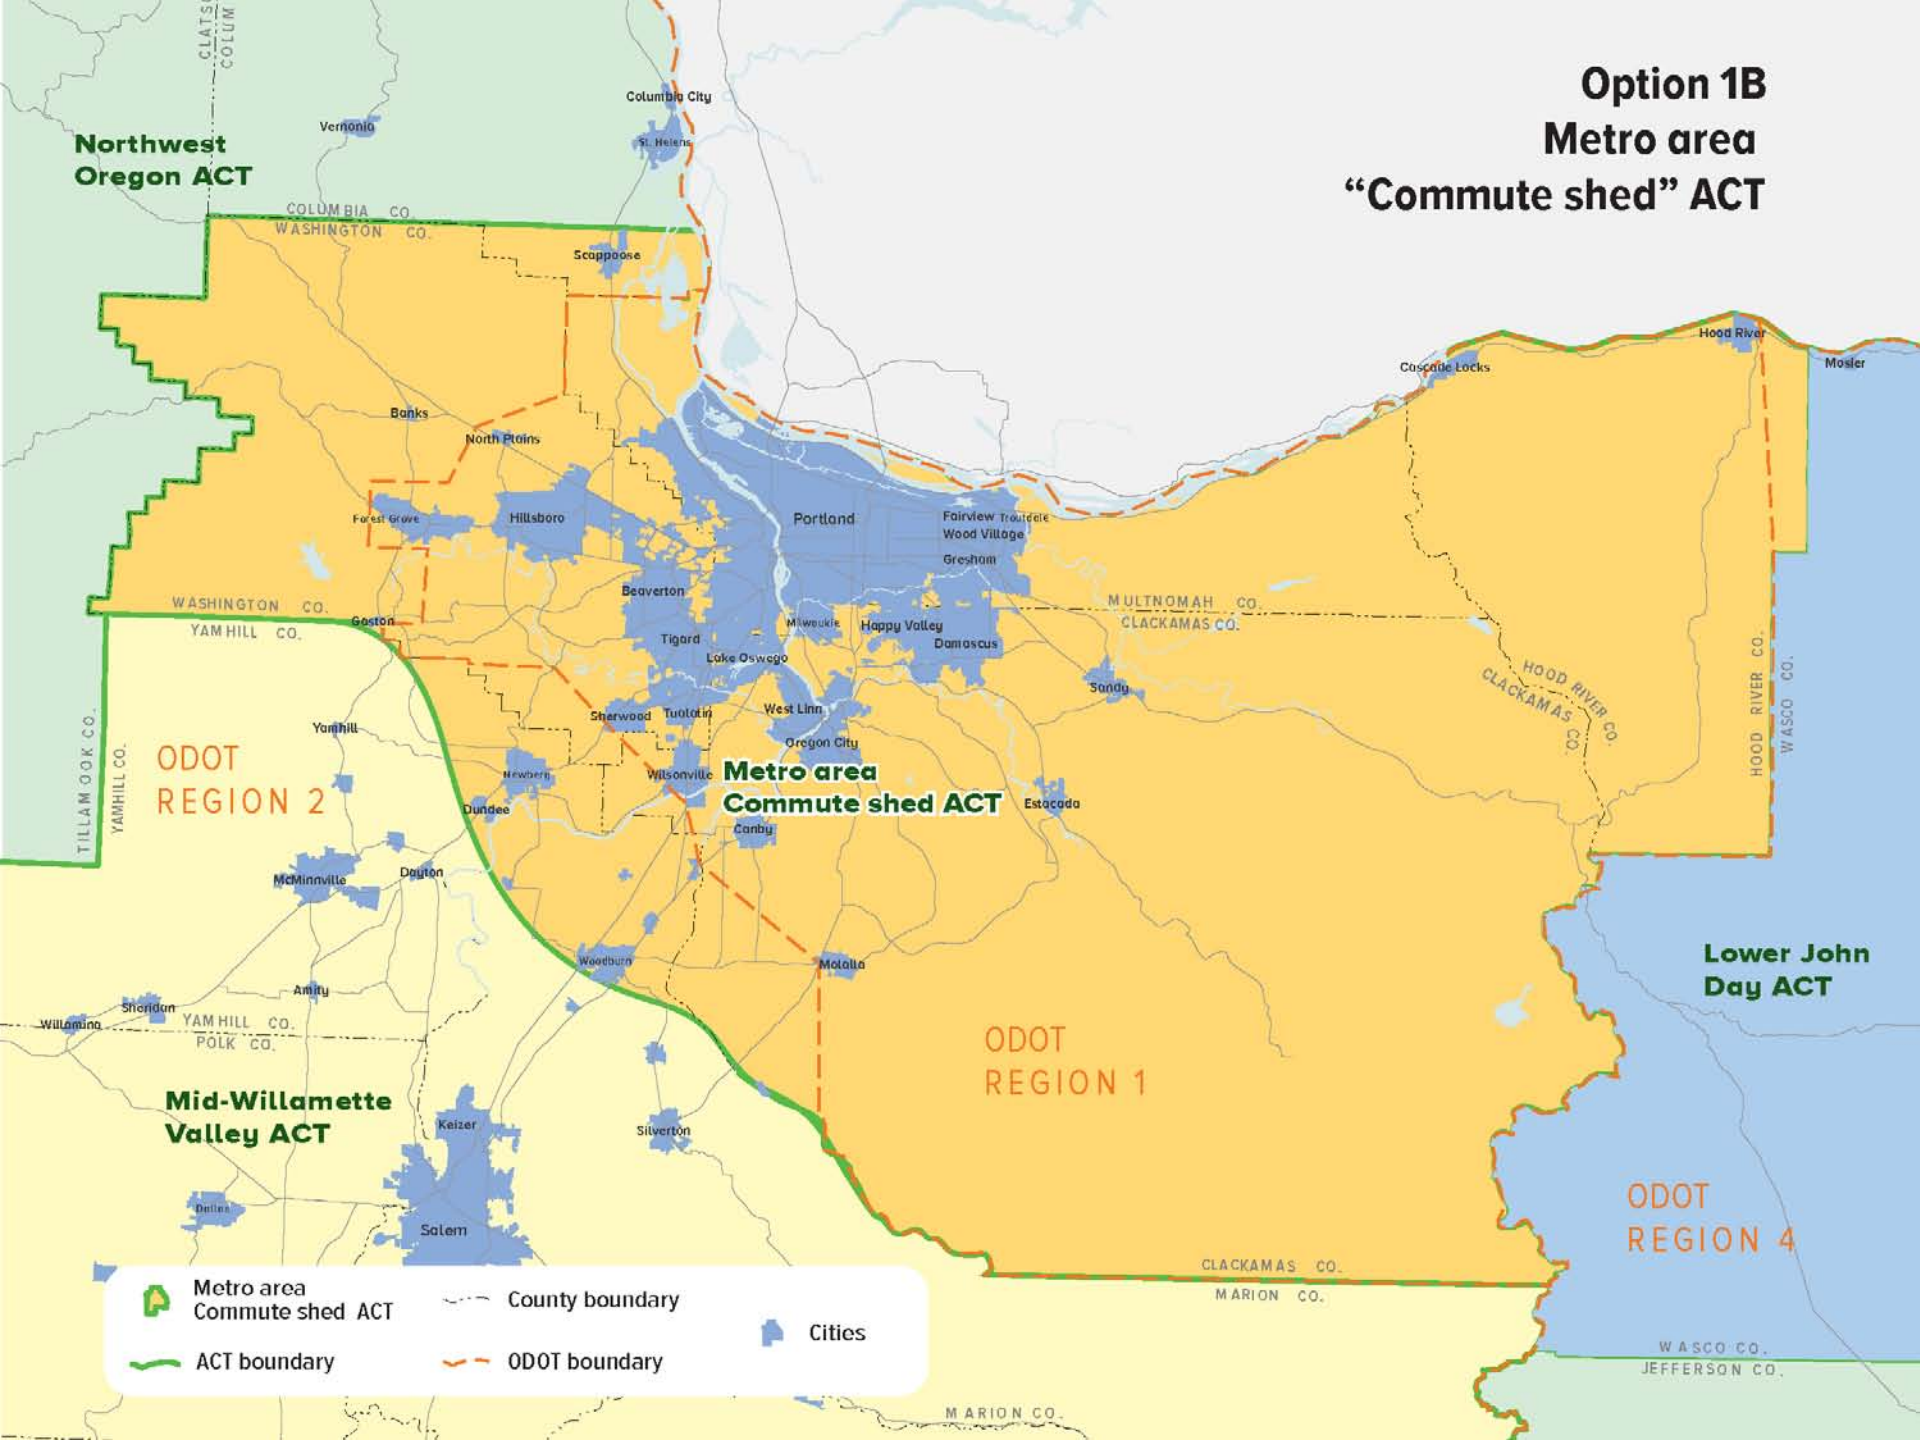 Option 1B
Metro area
“Commute shed” ACT
CLATS
COLUM
Columbia City
Vernonia
St. Helens
Northwest
Oregon ACT
COLUMBIA CO.
WASHINGTON CO.
Scappoose
Hood River
Cascade Locks
Mosier
Banks
North Plains
Forest Grove
Hillsboro
Portland
Fairview Troutdale
Wood Village
Gresham
Beaverton
WASHINGTON CO.
YAMHILL CO.
Gaston
MULTNOMAH CO.
CLACKAMAS CO.
Milwaukie
Happy Valley
Tigard
Damascus
Lake Oswego
Sandy
HOOD RIVER CO.
CLACKAMAS CO.
HOOD RIVER CO.
WASCO CO.
Sherwood
Tualatin
West Linn
Yamhill
Oregon City
TILLAMOOK CO.
YAMHILL CO.
ODOT
REGION 2
Newberg
Wilsonville
Metro area
Commute shed ACT
Dundee
Estacada
Canby
McMinnville
Dayton
Woodburn
Molalla
Lower John
Day ACT
Amity
Sheridan
Willamina
YAMHILL CO.
POLK CO.
ODOT
REGION 1
Mid-Willamette
Valley ACT
Keizer
Silverton
Dallas
Salem
ODOT
REGION 4
CLACKAMAS CO.
MARION CO.
Metro area
Commute shed ACT
County boundary
Cities
ACT boundary
ODOT boundary
WASCO CO.
JEFFERSON CO.
MARION CO.